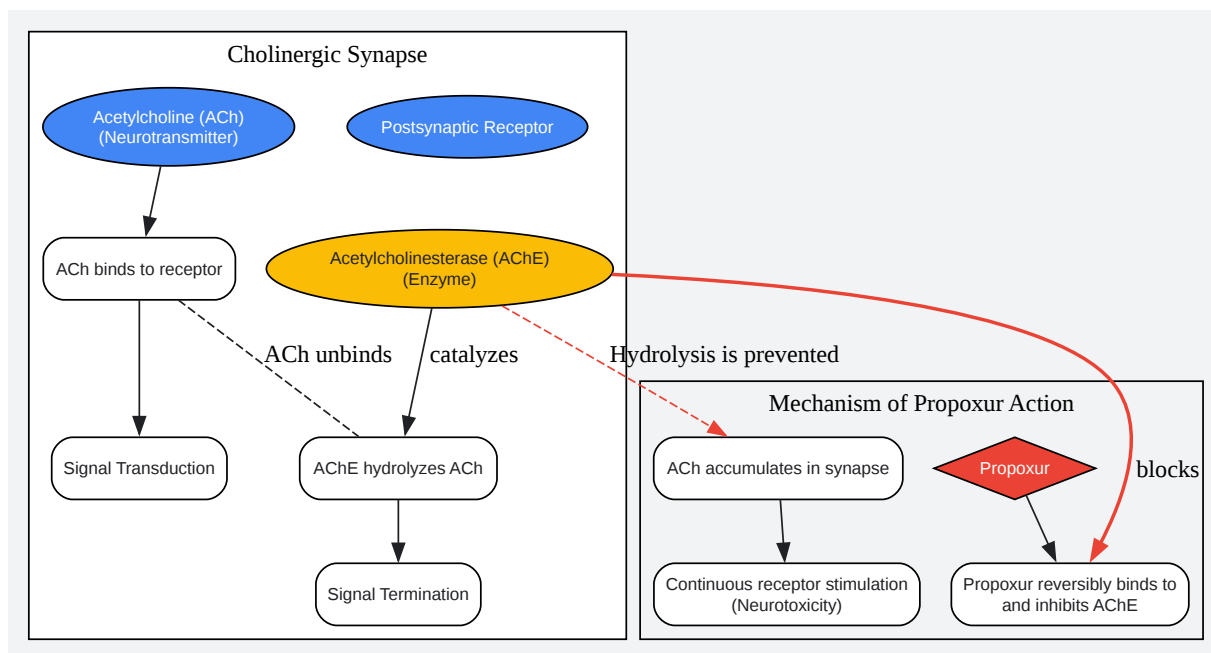 Cholinergic Synapse
Acetylcholine (ACh)
(Neurotransmitter)
Postsynaptic Receptor
ACh binds to receptor
Acetylcholinesterase (AChE)
(Enzyme)
ACh unbinds
catalyzes
Hydrolysis is prevented
Signal Transduction
AChE hydrolyzes ACh
Signal Termination
Mechanism of Propoxur Action
ACh accumulates in synapse
Propoxur
blocks
Continuous receptor stimulation
(Neurotoxicity)
Propoxur reversibly binds to
and inhibits AChE